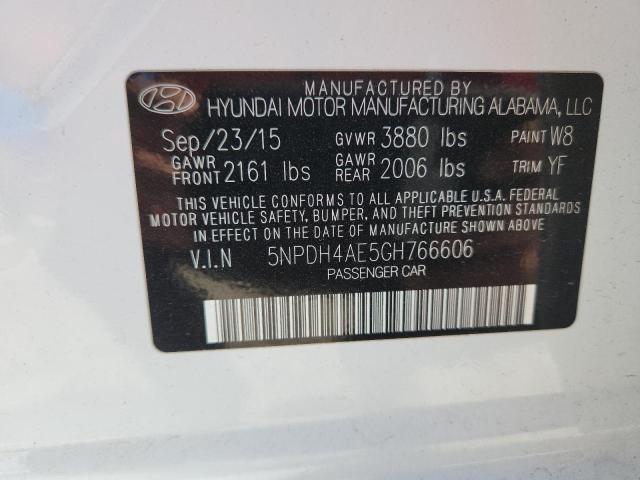 MANUFACTURED BY
HYUNDAI MOTOR MANUFACTURING ALABAMA, LLC
Sep/23/15 GVWR 3880 lbs PAINT W8
GAWR FRONT 2161 lbs GAWR REAR 2006 lbs TRIM YF
THIS VEHICLE CONFORMS TO ALL APPLICABLE U.S.A. FEDERAL
MOTOR VEHICLE SAFETY, BUMPER, AND THEFT PREVENTION STANDARDS
IN EFFECT ON THE DATE OF MANUFACTURE SHOWN ABOVE.
V.I.N 5NPDH4AE5GH766606
PASSENGER CAR